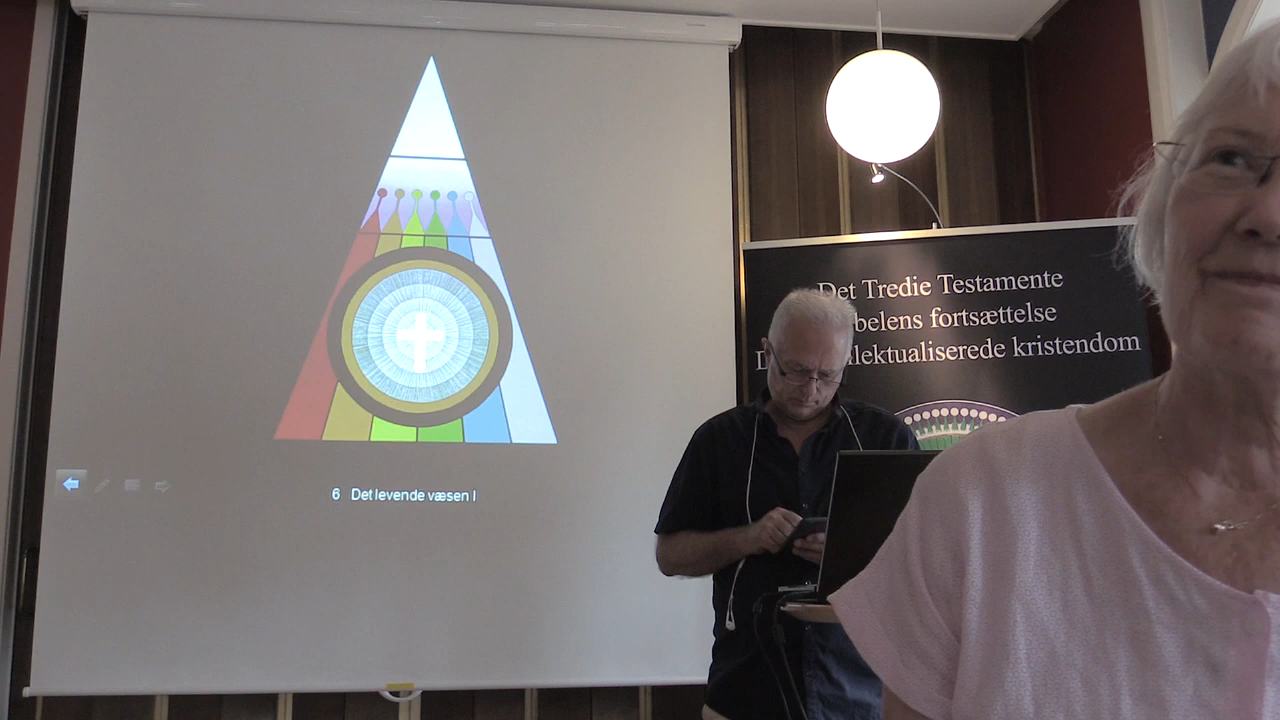 6 Det levende væsen I
Det Tredie Testamente
belens fortsættelse
D lektualiserede kristendom